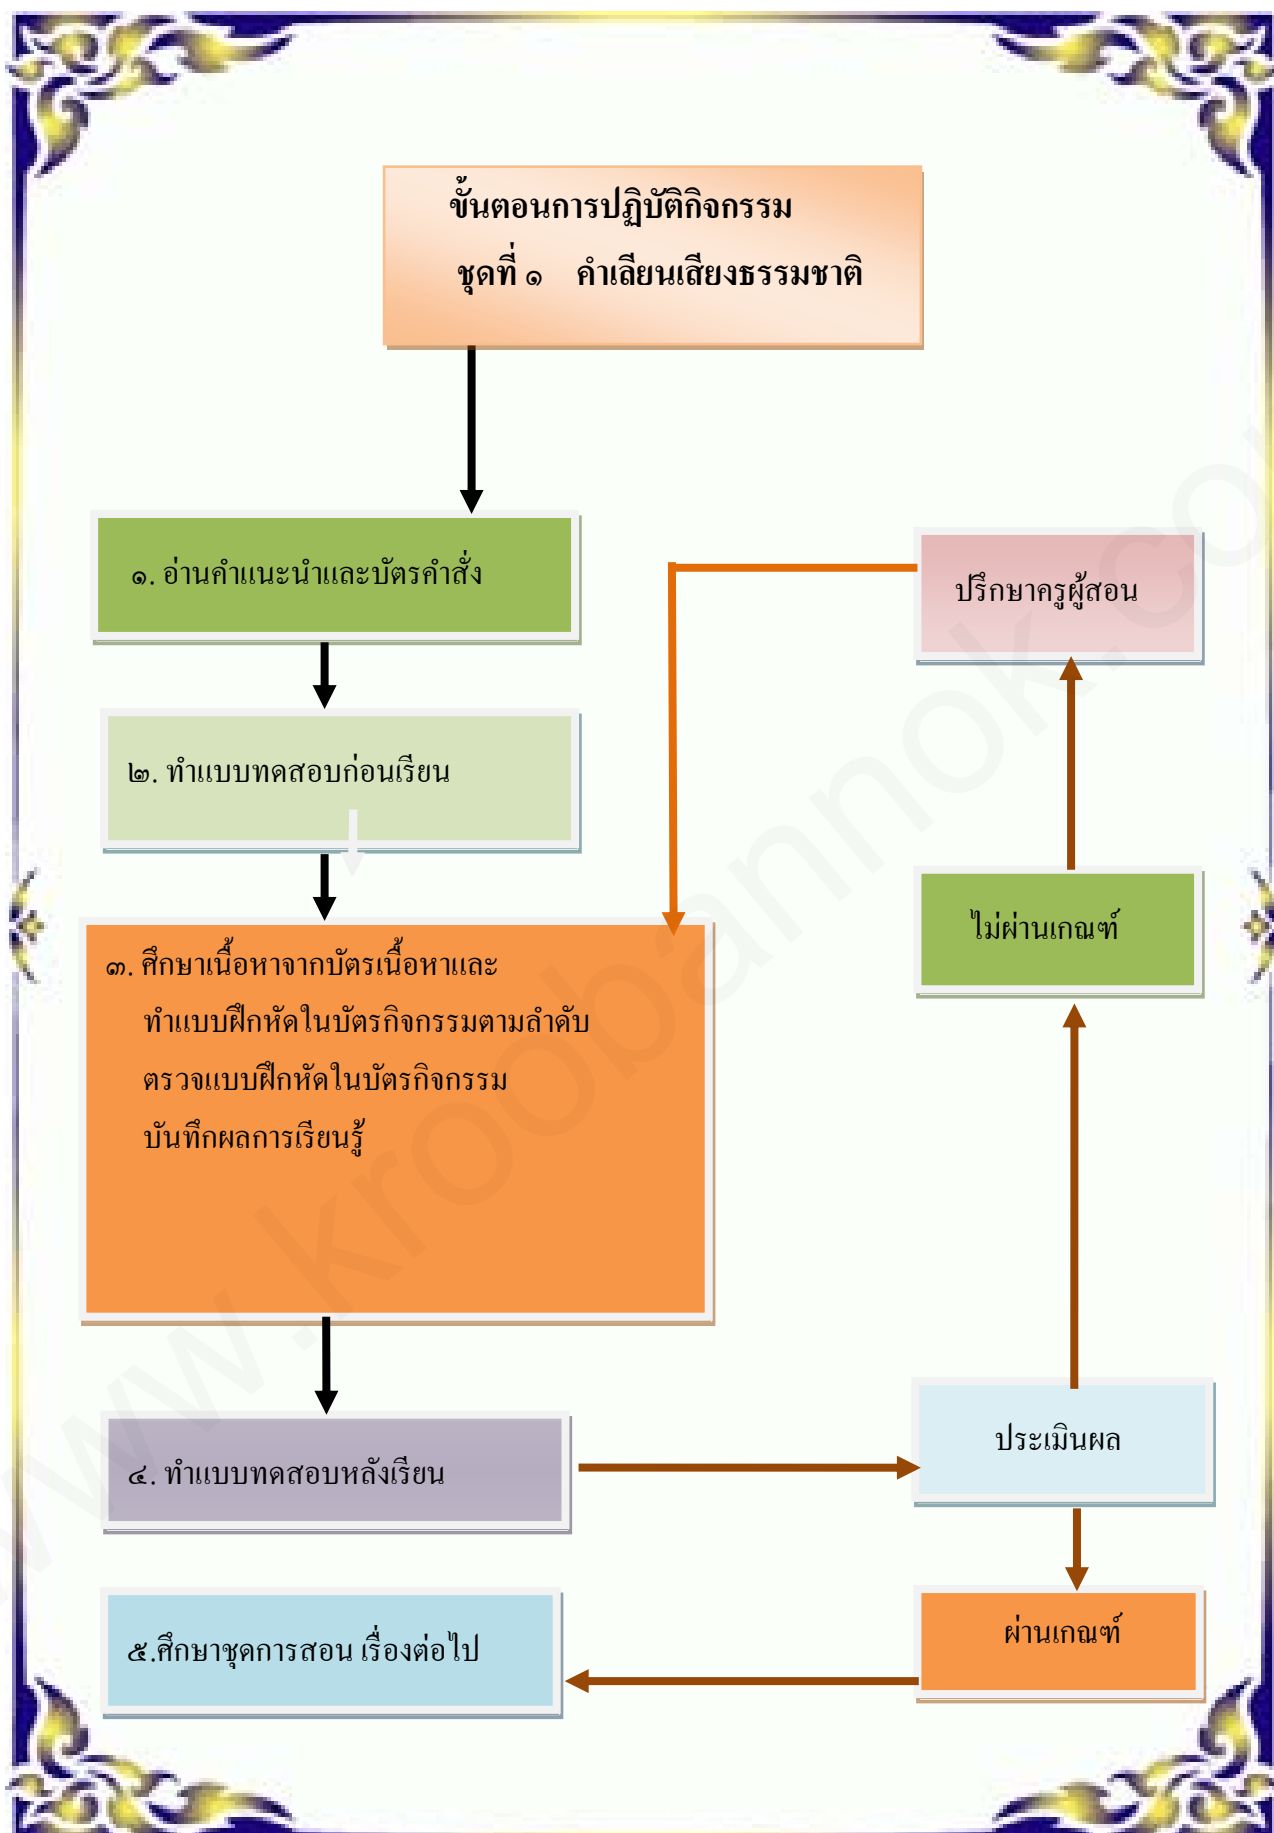 ขั้นตอนการปฏิบัติกิจกรรม
ชุดที่ ๑ คำเลียนเสียงธรรมชาติ
๑. อ่านคำแนะนำและบัตรคำสั่ง
๒. ทำแบบทดสอบก่อนเรียน
๓. ศึกษาเนื้อหาจากบัตรเนื้อหาและ
ทำแบบฝึกหัดในบัตรกิจกรรมตามลำดับ
ตรวจแบบฝึกหัดในบัตรกิจกรรม
บันทึกผลการเรียนรู้
๔. ทำแบบทดสอบหลังเรียน
ประเมินผล
ไม่ผ่านเกณฑ์
ปรึกษาครูผู้สอน
ผ่านเกณฑ์
๕.ศึกษาชุดการสอน เรื่องต่อไป
www.kroobannok.com